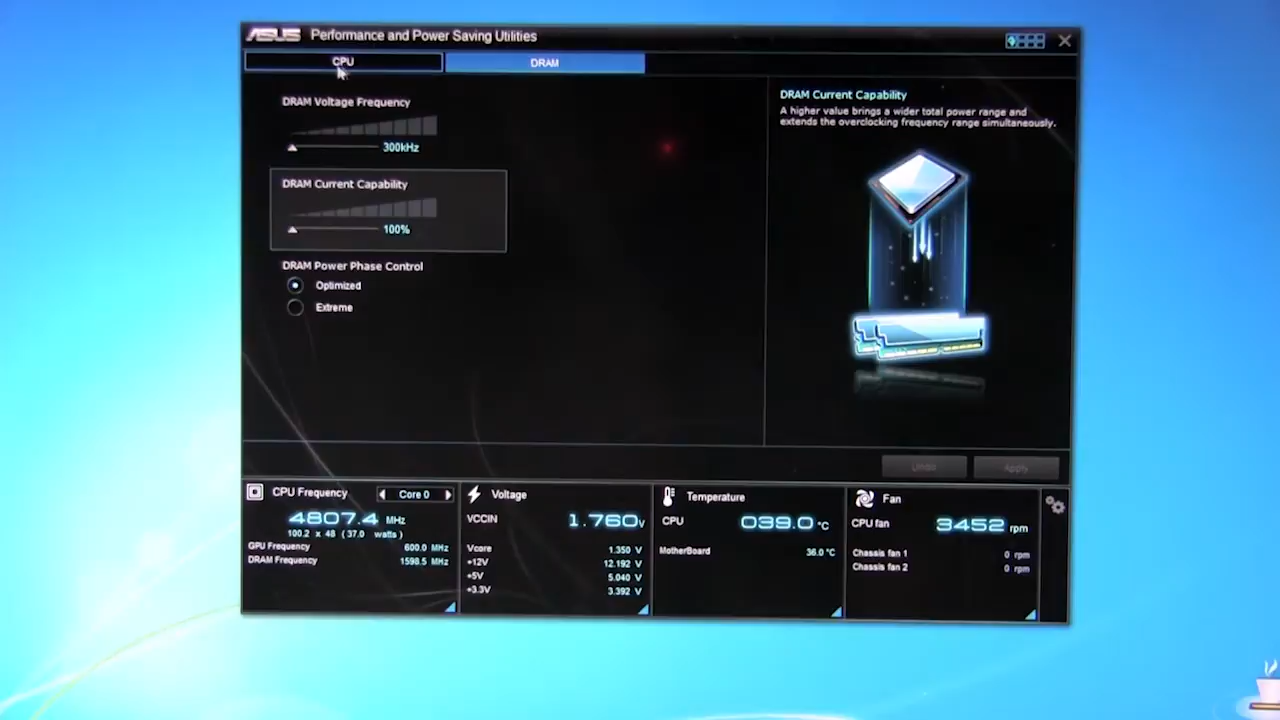 ASUS Performance and Power Saving Utilities
CPU
DRAM
DRAM Voltage Frequency
300kHz
DRAM Current Capability
100%
DRAM Power Phase Control
Optimized
Extreme
DRAM Current Capability
A higher value brings a wider total power range and
extends the overclocking frequency range simultaneously.
Undo
Apply
CPU Frequency
Core 0
4807.4 MHz
100.2 x 48 ( 37.0 watts )
GPU Frequency 600.0 MHz
DRAM Frequency 1598.5 MHz
Voltage
VCCIN 1.760V
Vcore 1.350 V
+12V 12.192 V
+5V 5.040 V
+3.3V 3.392 V
Temperature
CPU 039.0 °C
MotherBoard 36.0 °C
Fan
CPU fan 3452 rpm
Chassis fan 1 0 rpm
Chassis fan 2 0 rpm